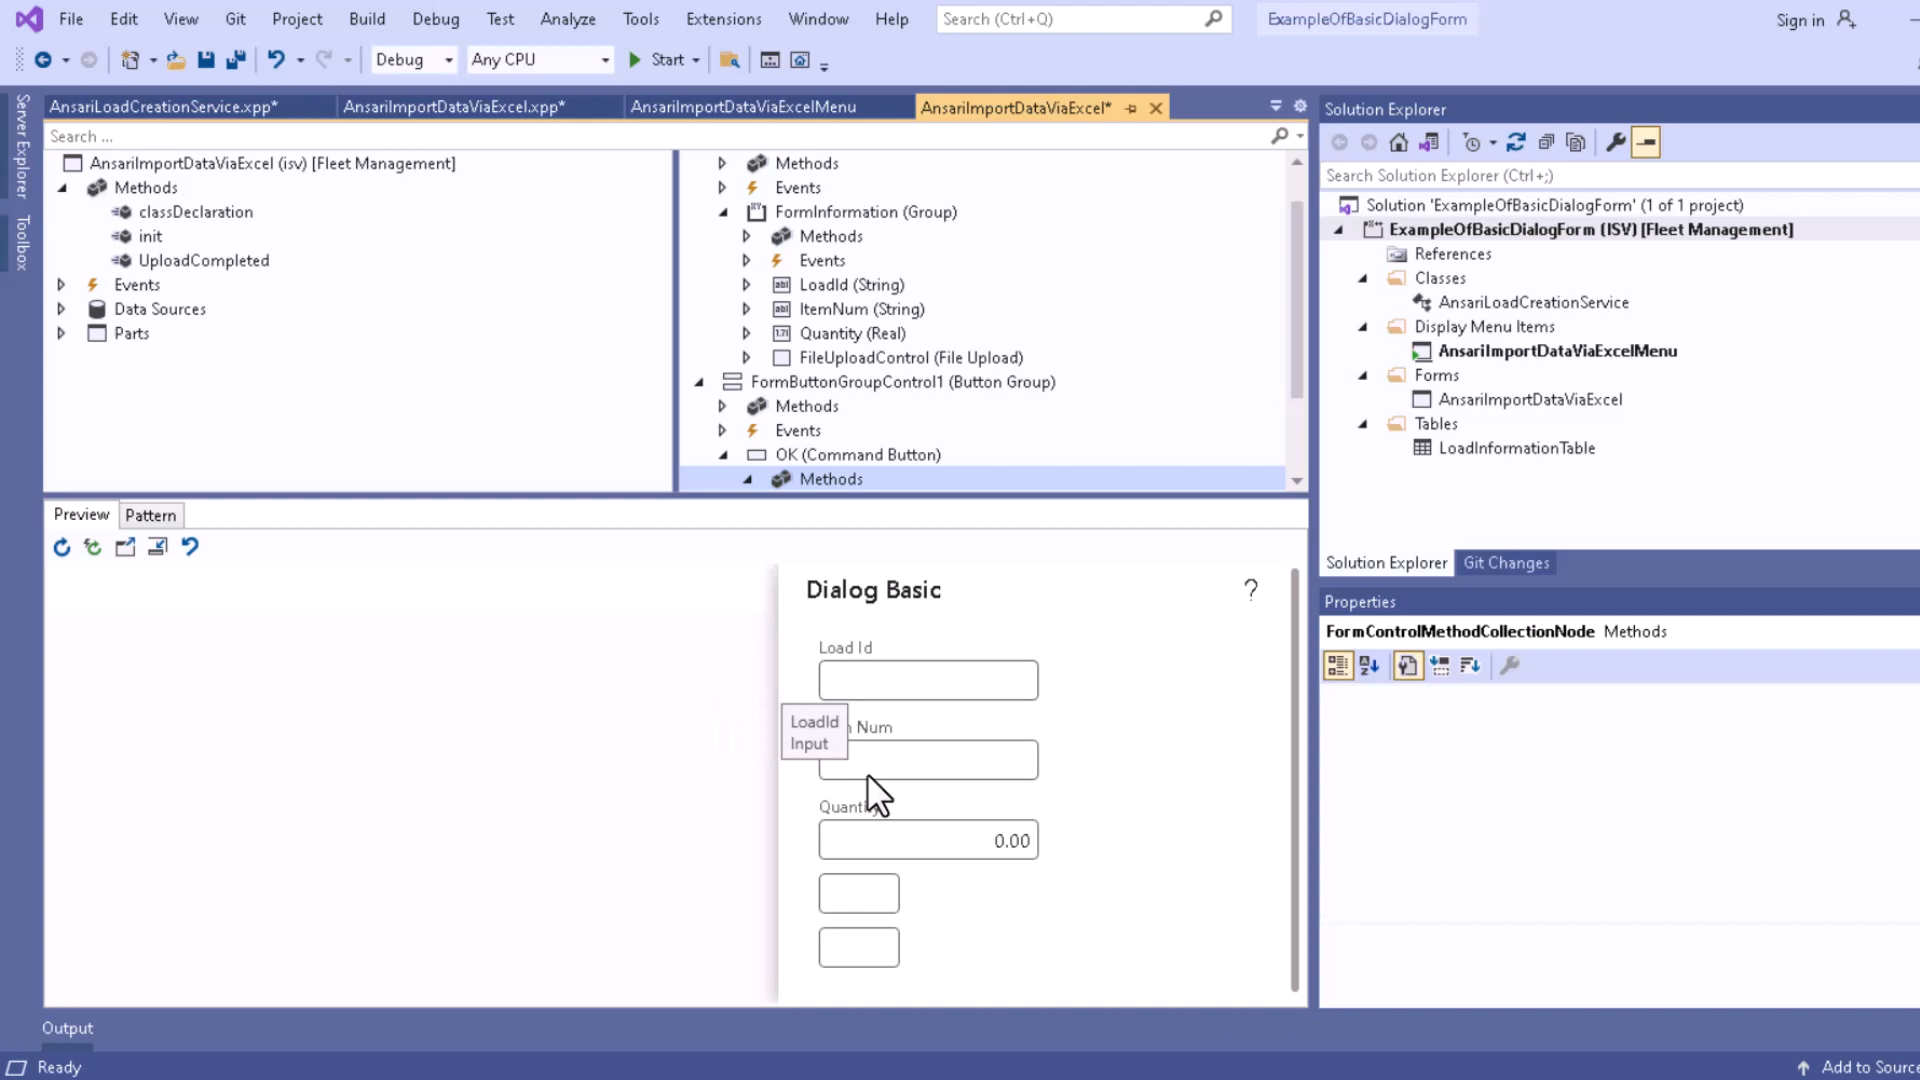 File Edit View Git Project Build Debug Test Analyze Tools Extensions Window Help Search (Ctrl+Q) ExampleOfBasicDialogForm Sign in
Debug Any CPU Start
Server Explorer
Toolbox
AnsariLoadCreationService.xpp* AnsariImportDataViaExcel.xpp* AnsariImportDataViaExcelMenu AnsariImportDataViaExcel*
Search ...
AnsariImportDataViaExcel (isv) [Fleet Management]
Methods
classDeclaration
init
UploadCompleted
Events
Data Sources
Parts
Methods
Events
FormInformation (Group)
Methods
Events
LoadId (String)
ItemNum (String)
Quantity (Real)
FileUploadControl (File Upload)
FormButtonGroupControl1 (Button Group)
Methods
Events
OK (Command Button)
Methods
Preview Pattern
Dialog Basic ?
Load Id
LoadId
Input
Num
Quantity
0.00
Solution Explorer
Search Solution Explorer (Ctrl+;)
Solution 'ExampleOfBasicDialogForm' (1 of 1 project)
ExampleOfBasicDialogForm (ISV) [Fleet Management]
References
Classes
AnsariLoadCreationService
Display Menu Items
AnsariImportDataViaExcelMenu
Forms
AnsariImportDataViaExcel
Tables
LoadInformationTable
Solution Explorer Git Changes
Properties
FormControlMethodCollectionNode Methods
Output
Ready Add to Source